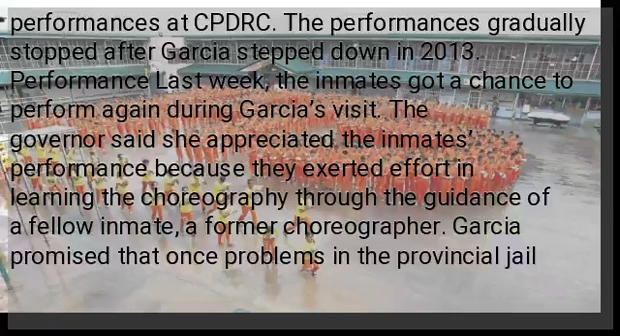 performances at CPDRC. The performances gradually
stopped after Garcia stepped down in 2013.
Performance Last week, the inmates got a chance to
perform again during Garcia’s visit. The
governor said she appreciated the inmates’
performance because they exerted effort in
learning the choreography through the guidance of
a fellow inmate, a former choreographer. Garcia
promised that once problems in the provincial jail